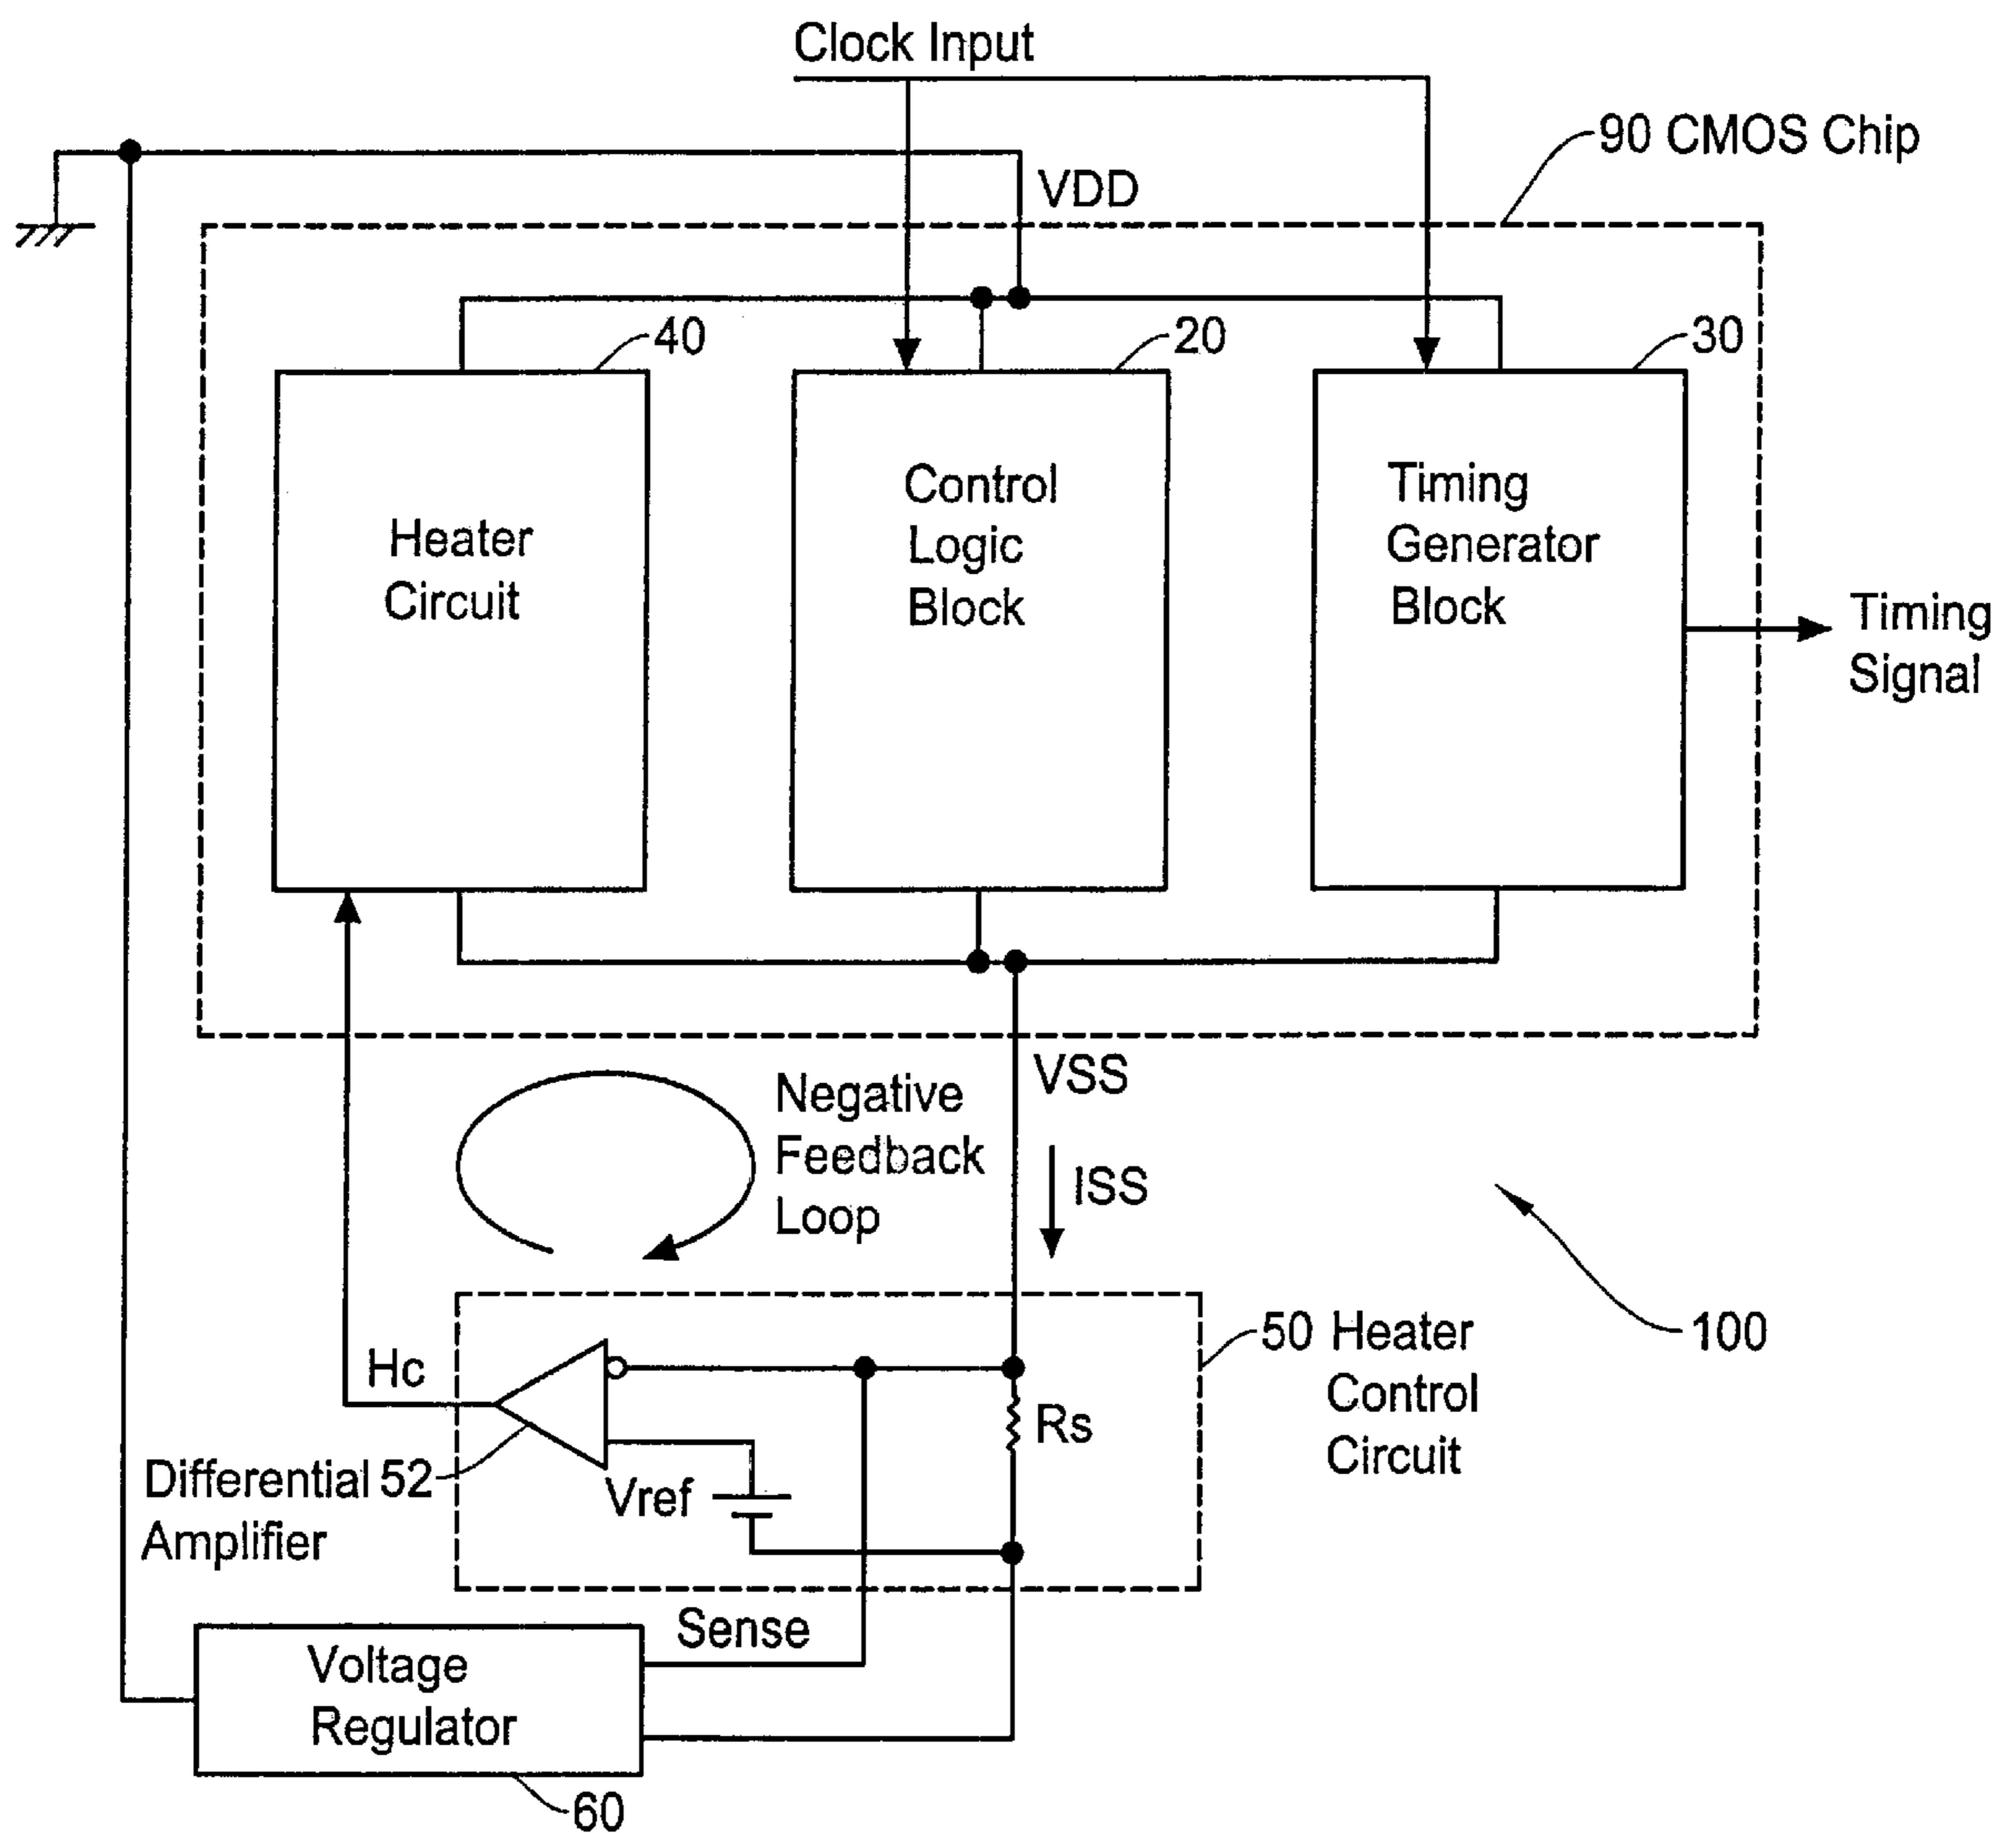 Clock Input
90 CMOS Chip
VDD
40
20
30
Heater
Circuit
Control
Logic
Block
Timing
Generator
Block
Timing
Signal
VSS
Negative
Feedback
Loop
ISS
100
50 Heater
Control
Circuit
Hc
Rs
Differential 52
Amplifier
Vref
Sense
Voltage
Regulator
60